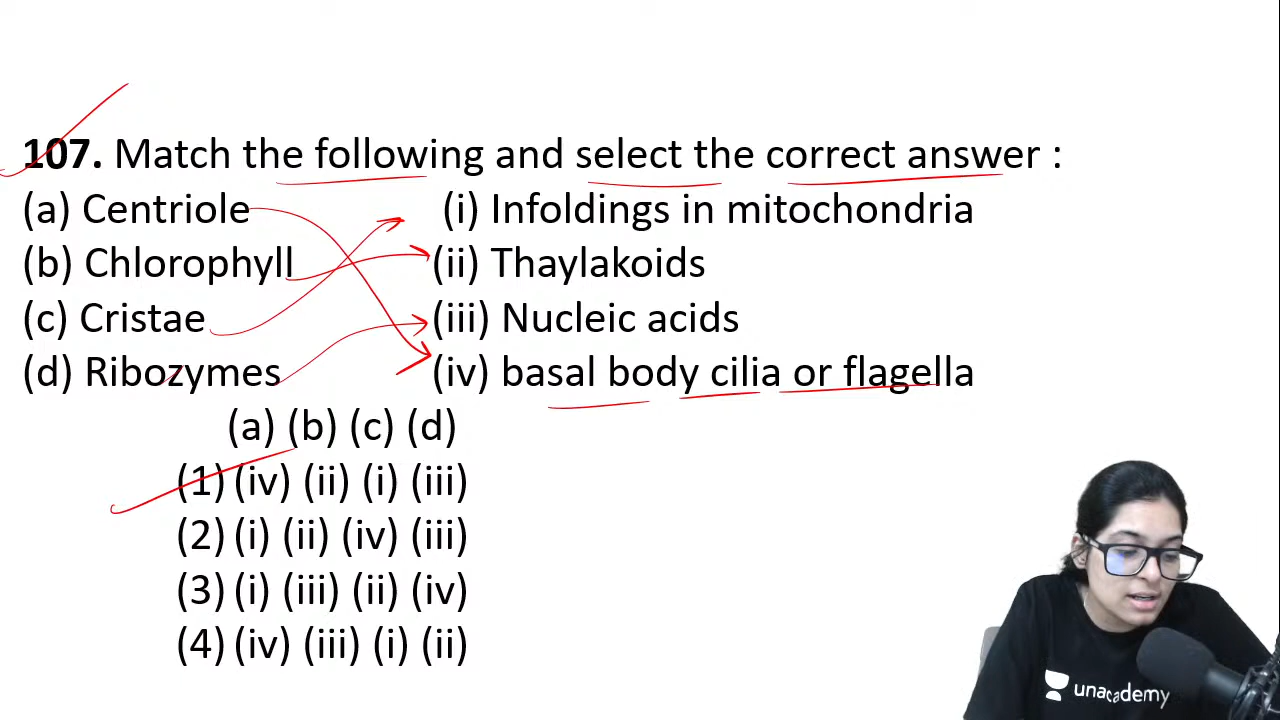 107. Match the following and select the correct answer :
(a) Centriole (i) Infoldings in mitochondria
(b) Chlorophyll (ii) Thaylakoids
(c) Cristae (iii) Nucleic acids
(d) Ribozymes (iv) basal body cilia or flagella
(a) (b) (c) (d)
(1) (iv) (ii) (i) (iii)
(2) (i) (ii) (iv) (iii)
(3) (i) (iii) (ii) (iv)
(4) (iv) (iii) (i) (ii)
unacademy